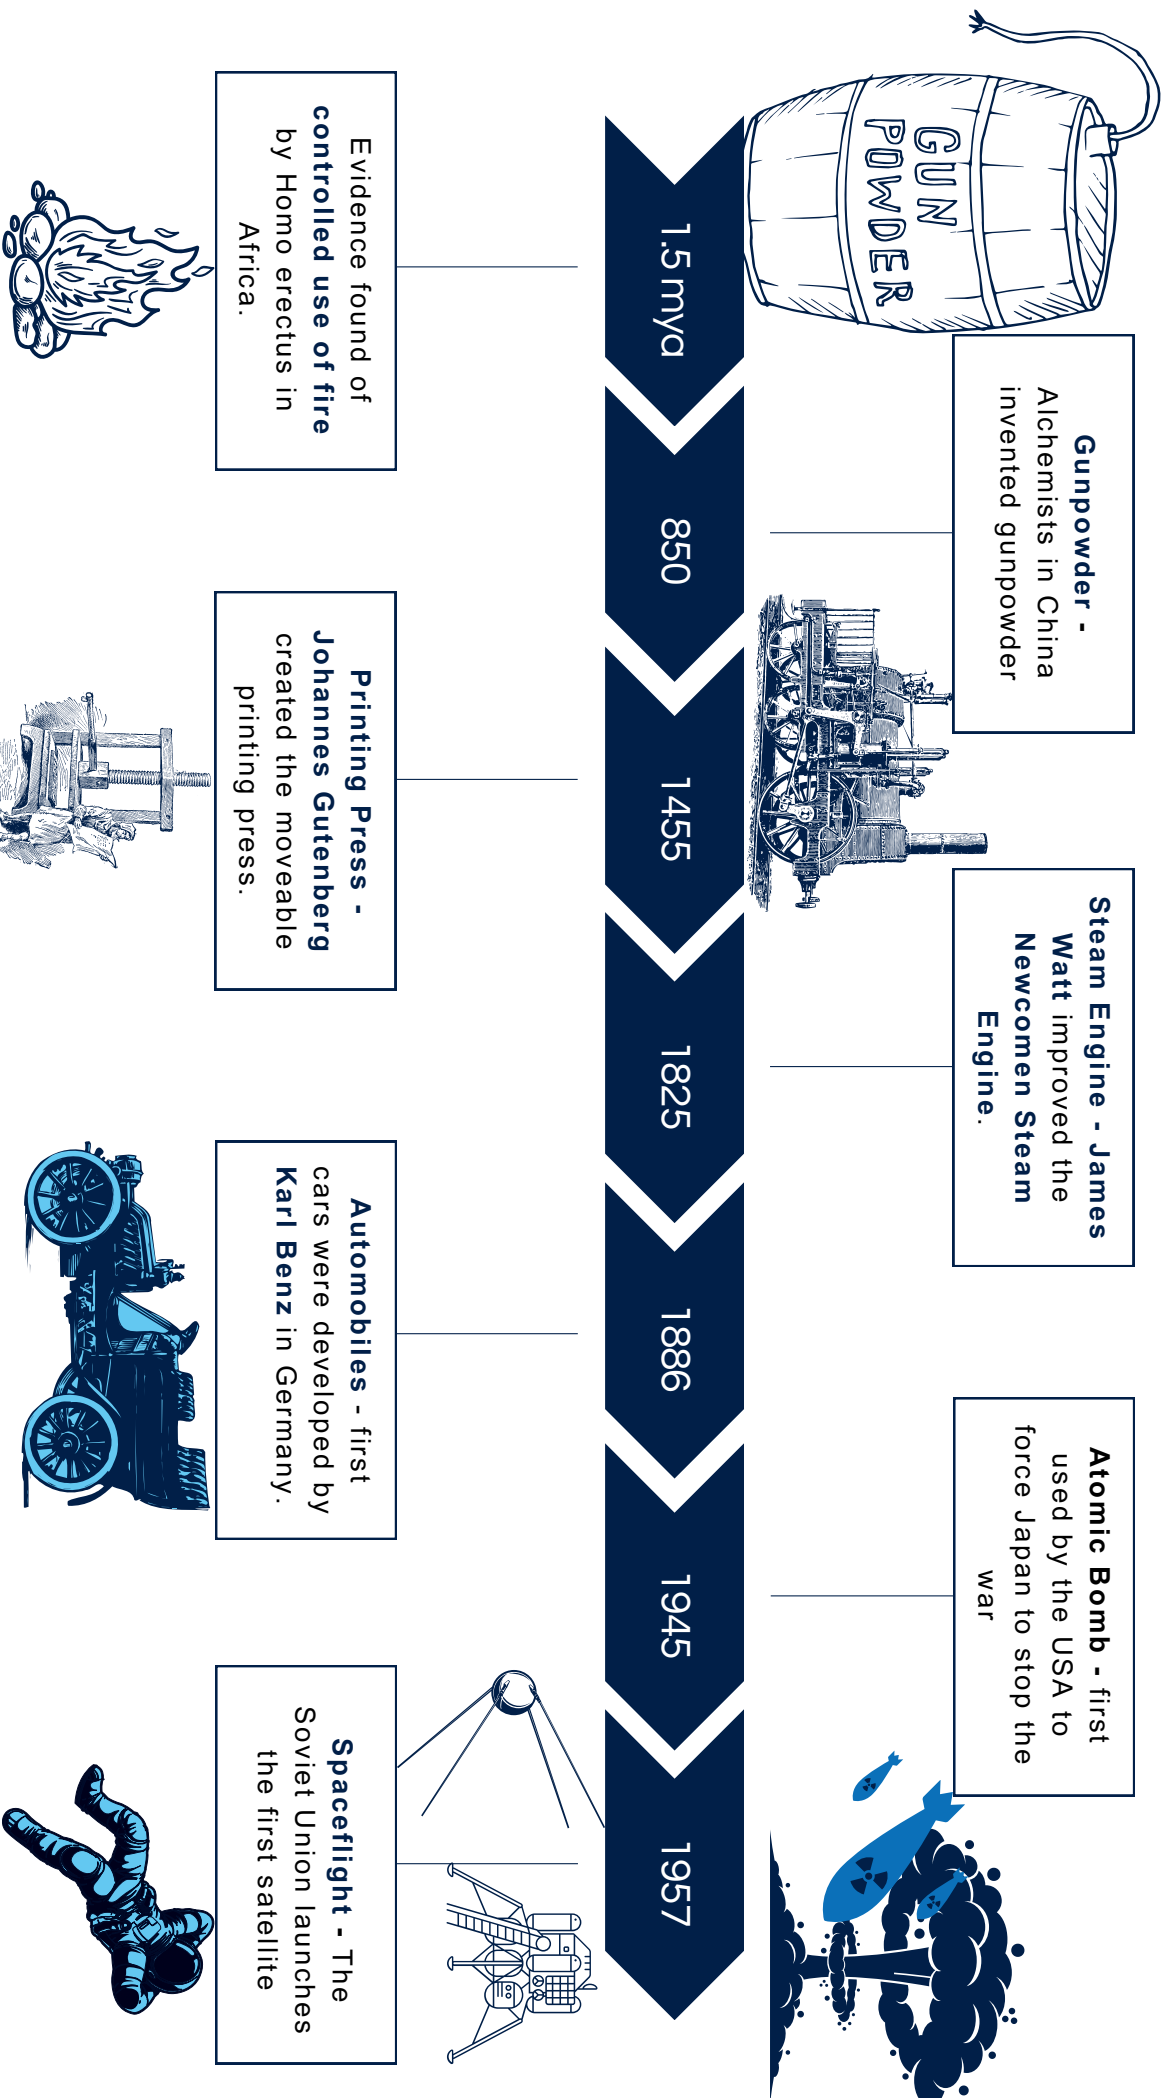 GUN
POWDER
Gunpowder -
Alchemists in China
invented gunpowder
Steam Engine - James
Watt improved the
Newcomen Steam
Engine.
Atomic Bomb - first
used by the USA to
force Japan to stop the
war
1.5 mya
850
1455
1825
1886
1945
1957
Evidence found of
controlled use of fire
by Homo erectus in
Africa.
Printing Press -
Johannes Gutenberg
created the moveable
printing press.
Automobiles - first
cars were developed by
Karl Benz in Germany.
Spaceflight - The
Soviet Union launches
the first satellite